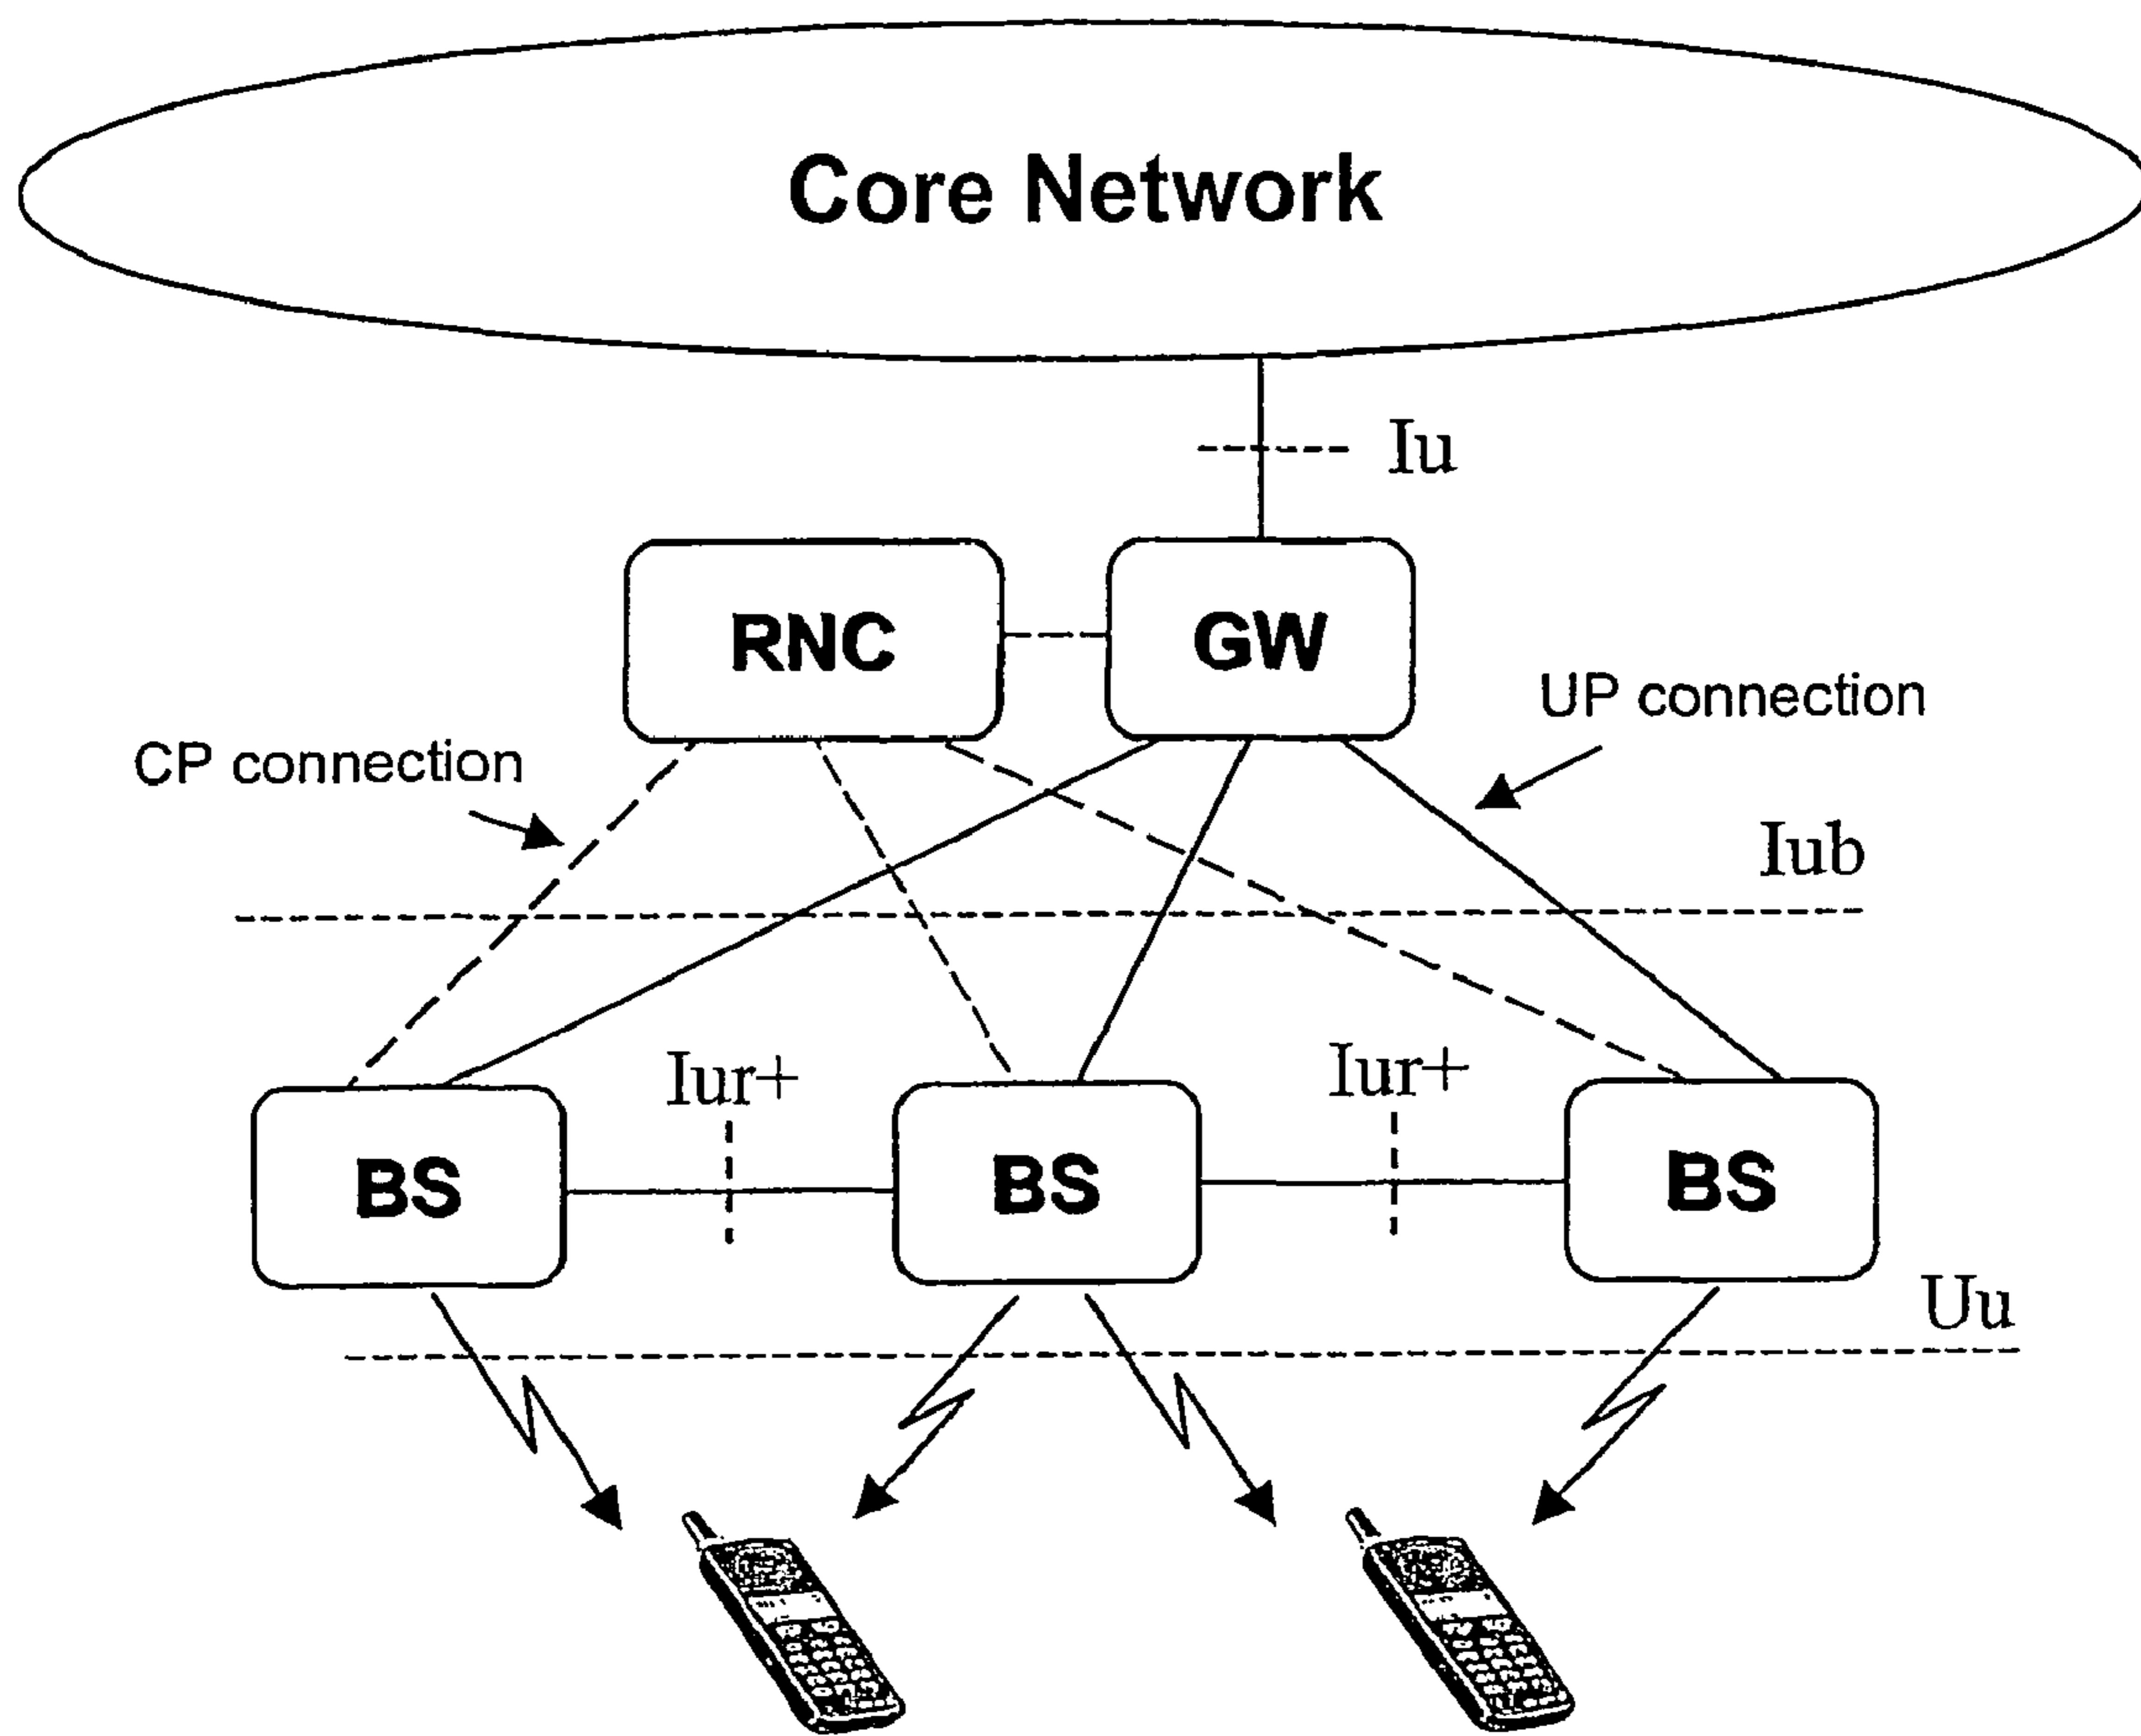 Core Network
Iu
RNC
GW
UP connection
CP connection
Iub
Iur+
Iur+
BS
BS
BS
Uu